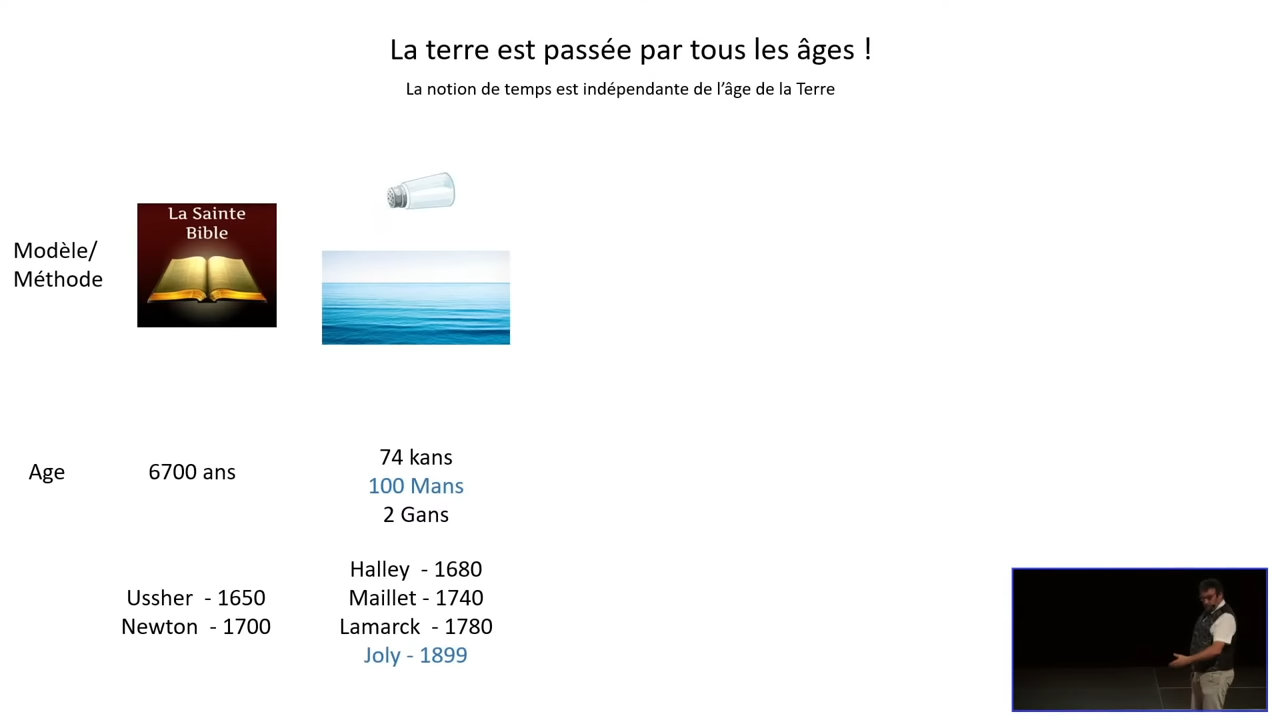 La terre est passée par tous les âges !
La notion de temps est indépendante de l'âge de la Terre
La Sainte
Bible
Modèle/
Méthode
Age
6700 ans
74 kans
100 Mans
2 Gans
Ussher - 1650
Newton - 1700
Halley - 1680
Maillet - 1740
Lamarck - 1780
Joly - 1899